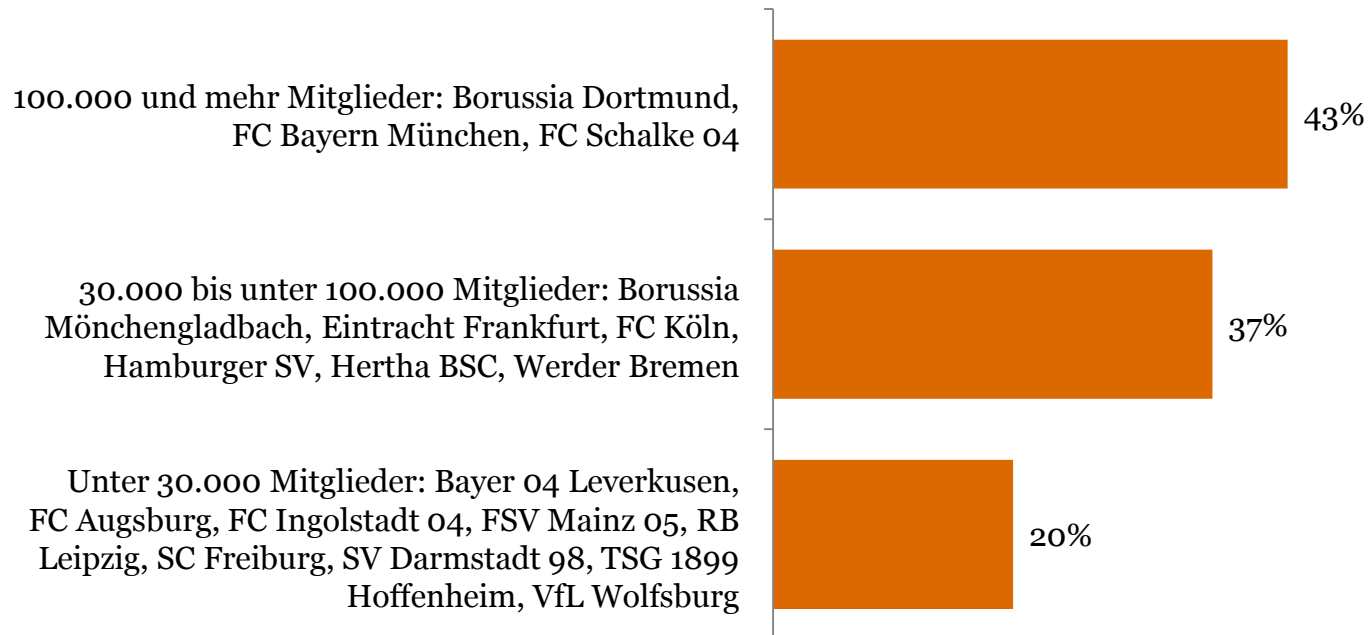 100.000 und mehr Mitglieder: Borussia Dortmund,
FC Bayern München, FC Schalke 04
43%
30.000 bis unter 100.000 Mitglieder: Borussia
Mönchengladbach, Eintracht Frankfurt, FC Köln,
Hamburger SV, Hertha BSC, Werder Bremen
37%
Unter 30.000 Mitglieder: Bayer 04 Leverkusen,
FC Augsburg, FC Ingolstadt 04, FSV Mainz 05, RB
Leipzig, SC Freiburg, SV Darmstadt 98, TSG 1899
Hoffenheim, VfL Wolfsburg
20%